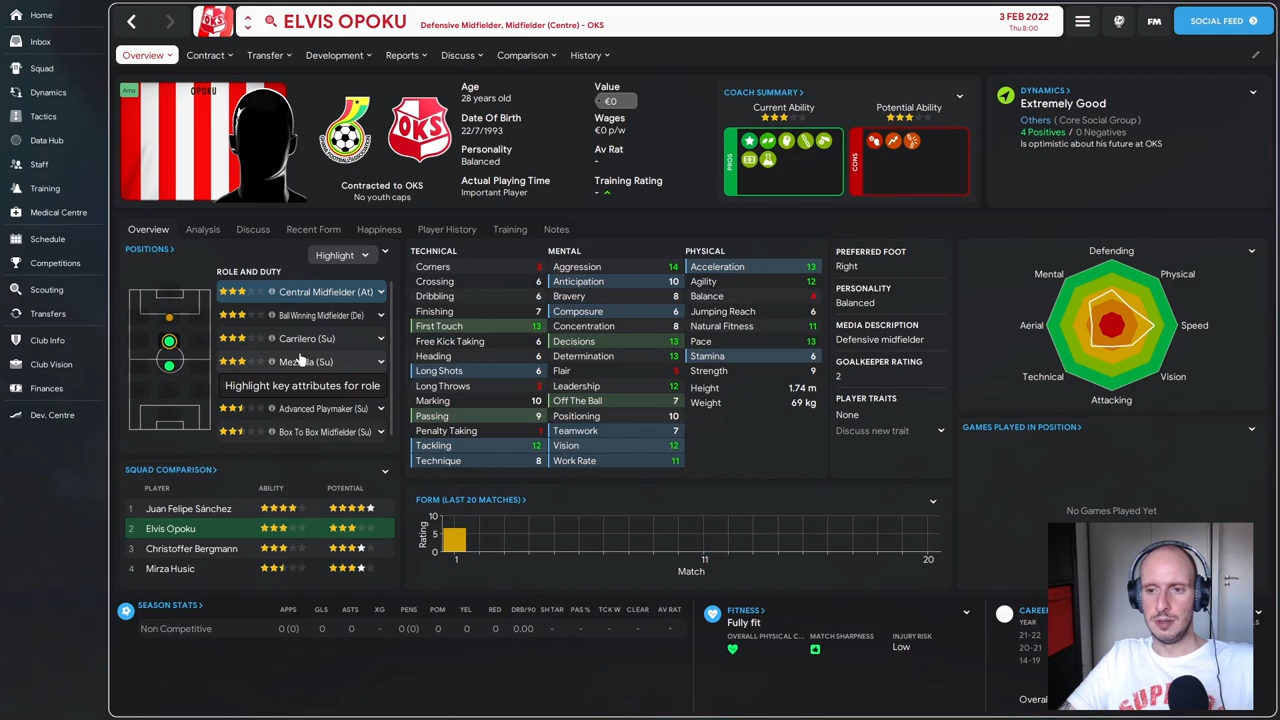 Home
Inbox
Squad
Dynamics
Tactics
Data Hub
Staff
Training
Medical Centre
Schedule
Competitions
Scouting
Transfers
Club Info
Club Vision
Finances
Dev. Centre
OKS
ELVIS OPOKU
Defensive Midfielder, Midfielder (Centre) - OKS
3 FEB 2022
Thu 8:00
FM
SOCIAL FEED
Overview
Contract
Transfer
Development
Reports
Discuss
Comparison
History
Ama
OPOKU
OKS
Contracted to OKS
No youth caps
Age
28 years old
Date Of Birth
22/7/1993
Personality
Balanced
Actual Playing Time
Important Player
Value
€0
Wages
€0 p/w
Av Rat
-
Training Rating
-
COACH SUMMARY >
Current Ability
Potential Ability
PROS
CONS
DYNAMICS >
Extremely Good
Others ( Core Social Group )
4 Positives / 0 Negatives
Is optimistic about his future at OKS
Overview
Analysis
Discuss
Recent Form
Happiness
Player History
Training
Notes
POSITIONS >
Highlight
ROLE AND DUTY
Central Midfielder (At)
Ball Winning Midfielder (De)
Carrilero (Su)
Highlight key attributes for role
Advanced Playmaker (Su)
Box To Box Midfielder (Su)
TECHNICAL
Corners 3
Crossing 6
Dribbling 6
Finishing 7
First Touch 13
Free Kick Taking 6
Heading 6
Long Shots 6
Long Throws 3
Marking 10
Passing 9
Penalty Taking 1
Tackling 12
Technique 8
MENTAL
Aggression 14
Anticipation 10
Bravery 8
Composure 6
Concentration 8
Decisions 13
Determination 13
Flair 5
Leadership 12
Off The Ball 7
Positioning 10
Teamwork 7
Vision 12
Work Rate 11
PHYSICAL
Acceleration 13
Agility 12
Balance 4
Jumping Reach 6
Natural Fitness 11
Pace 13
Stamina 6
Strength 9
Height 1.74 m
Weight 69 kg
PREFERRED FOOT
Right
PERSONALITY
Balanced
MEDIA DESCRIPTION
Defensive midfielder
GOALKEEPER RATING
2
PLAYER TRAITS
None
Discuss new trait
Defending
Physical
Speed
Vision
Attacking
Technical
Aerial
Mental
GAMES PLAYED IN POSITION >
No Games Played Yet
SQUAD COMPARISON >
PLAYER ABILITY POTENTIAL
1 Juan Felipe Sánchez
2 Elvis Opoku
3 Christoffer Bergmann
4 Mirza Husic
FORM (LAST 20 MATCHES) >
Rating
10
5
0
1 11 20
Match
SEASON STATS >
APPS GLS ASTS XG PENS POM YEL RED DRB/90 SH TAR PAS % TCK W CLEAR AV RAT
Non Competitive 0 (0) 0 0 - 0 (0) 0 0 0 0.00 - - - - -
FITNESS >
Fully fit
OVERALL PHYSICAL C...
MATCH SHARPNESS
INJURY RISK
Low
YEAR
21-22
20-21
14-19